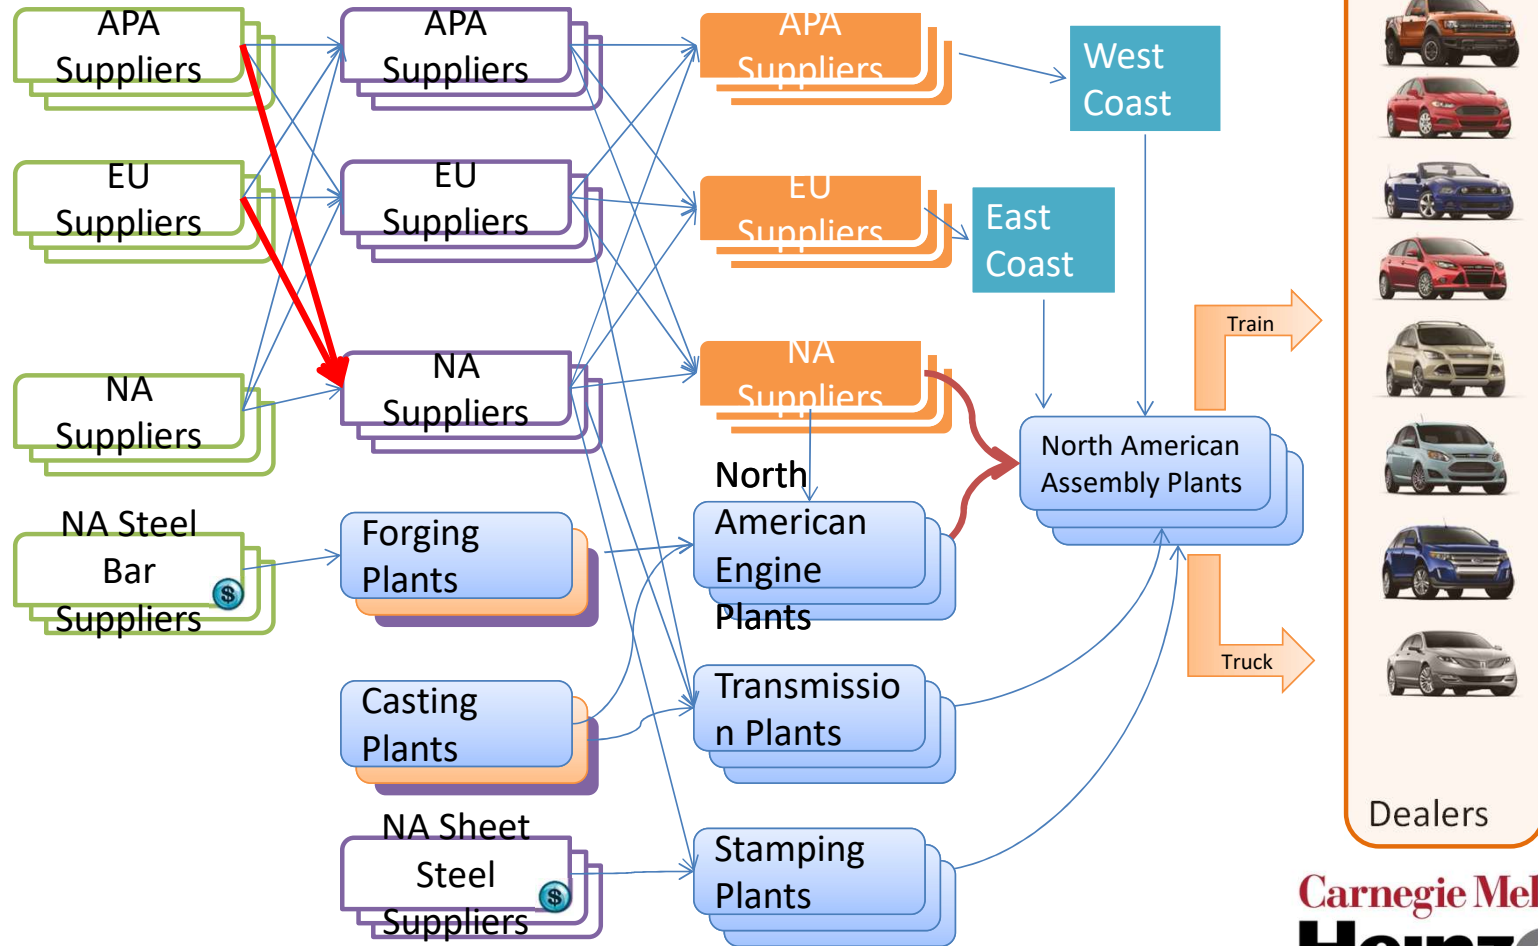 APA
Suppliers
APA
Suppliers
APA
Suppliers
West
Coast
EU
Suppliers
EU
Suppliers
EU
Suppliers
East
Coast
Train
NA
Suppliers
NA
Suppliers
NA
Suppliers
North American
Assembly Plants
NA Steel
Bar
Suppliers
$
Forging
Plants
North
American
Engine
Plants
Truck
Casting
Plants
Transmissio
n Plants
NA Sheet
Steel
Suppliers
$
Stamping
Plants
Dealers
Carnegie Mel